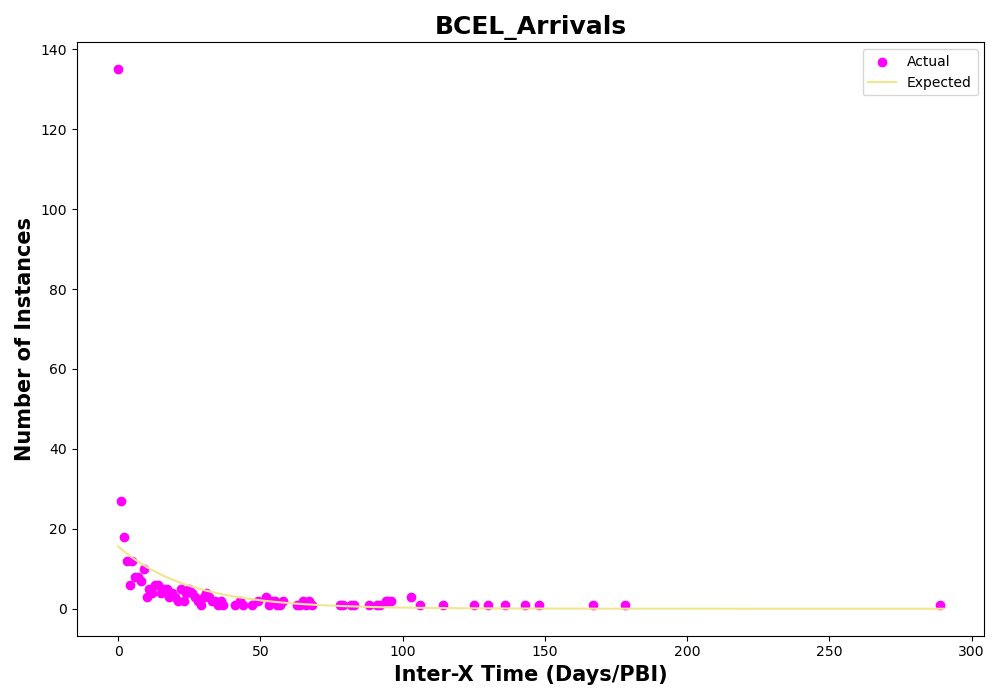 BCEL_Arrivals
140
120
100
80
60
40
20
0
Number of Instances
Actual
Expected
0 50 100 150 200 250 300
Inter-X Time (Days/PBI)